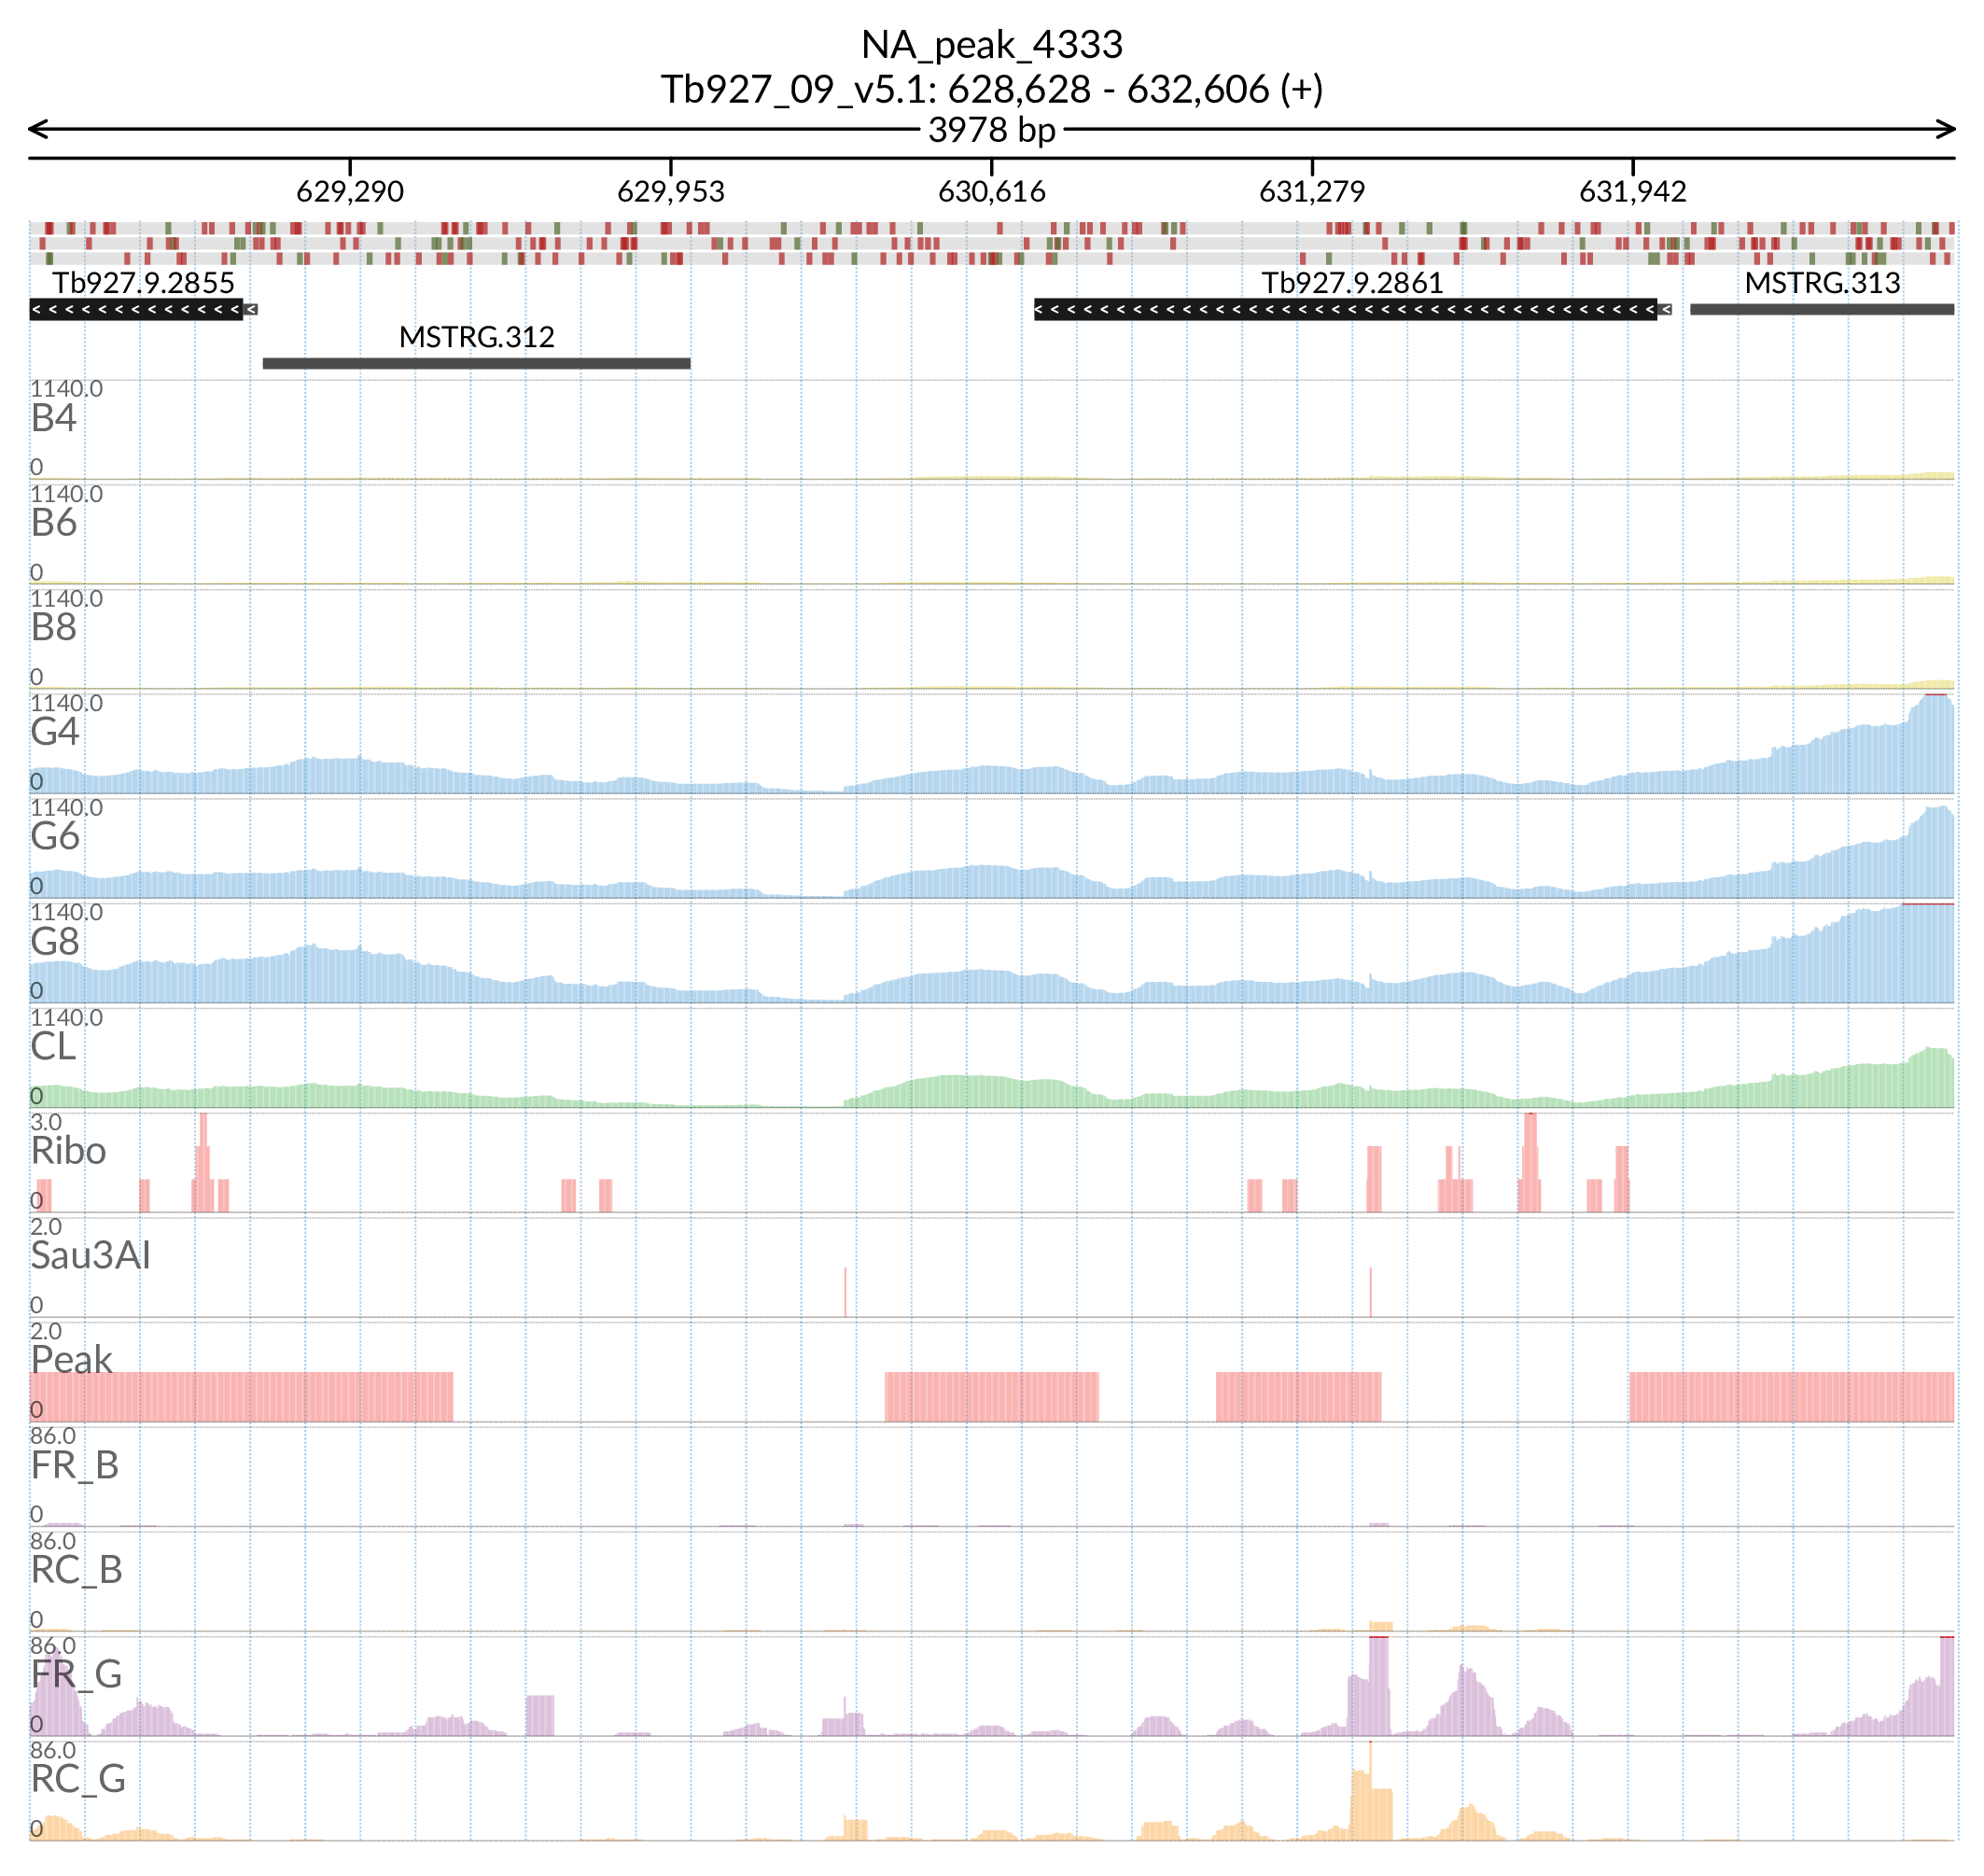 NA_peak_4333
Tb927_09_v5.1: 628,628 - 632,606 (+)
3978 bp
629,290 629,953 630,616 631,279 631,942
Tb927.9.2855 Tb927.9.2861 MSTRG.313
MSTRG.312
1140.0
B4
0
1140.0
B6
0
1140.0
B8
0
1140.0
G4
0
1140.0
G6
0
1140.0
G8
0
1140.0
CL
0
3.0
Ribo
0
2.0
Sau3AI
0
2.0
Peak
0
86.0
FR_B
0
86.0
RC_B
0
86.0
FR_G
0
86.0
RC_G
0